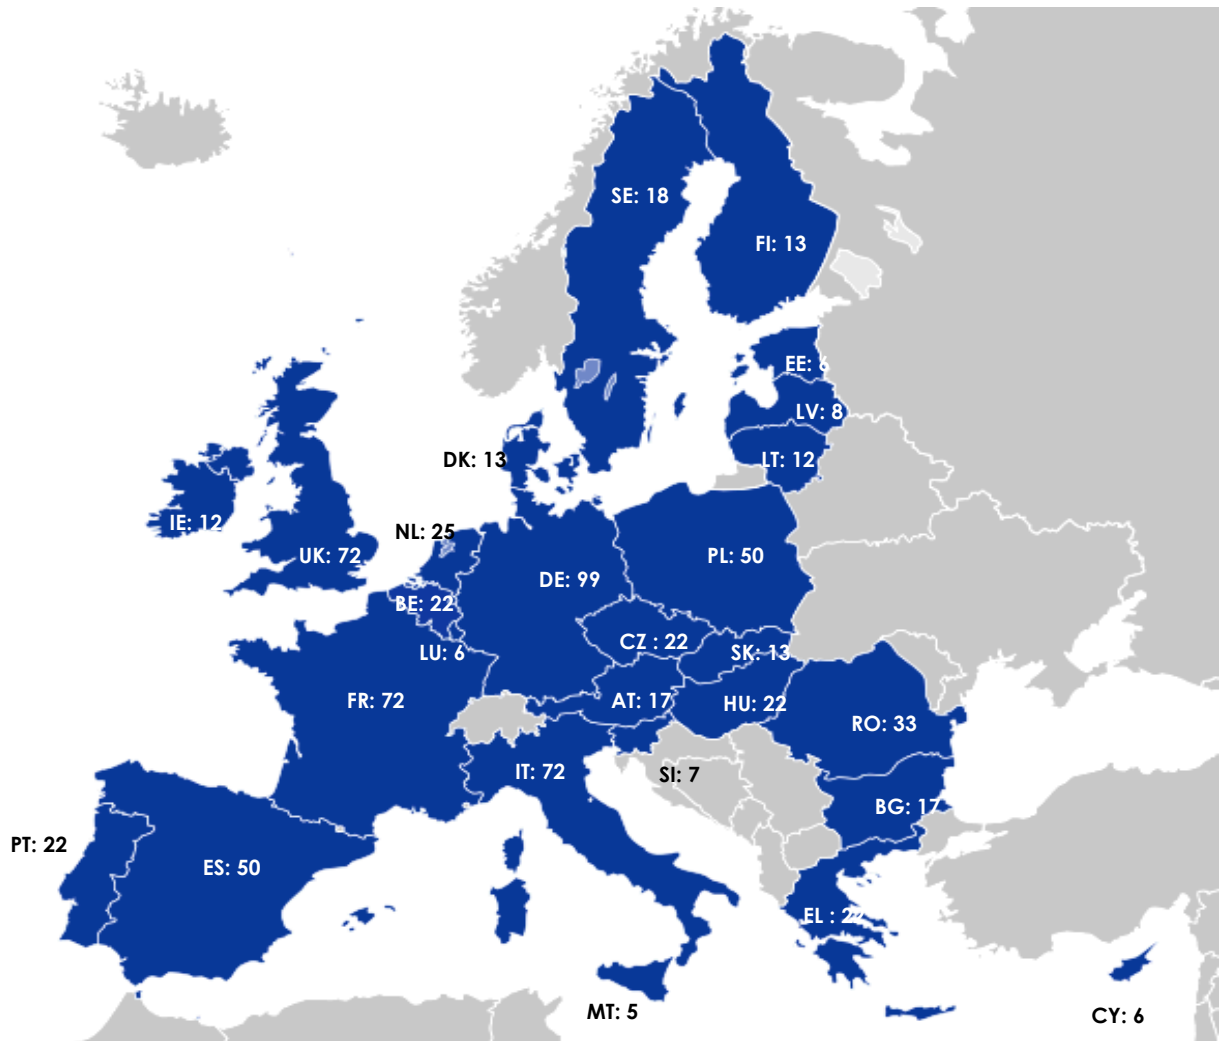 SE: 18
FI: 13
EE: 6
LV: 8
DK: 13
LT: 12
IE: 12
NL: 25
UK: 72
PL: 50
DE: 99
BE: 22
CZ : 22
LU: 6
SK: 13
FR: 72
AT: 17
HU: 22
RO: 33
IT: 72
SI: 7
BG: 17
PT: 22
ES: 50
EL : 22
MT: 5
CY: 6